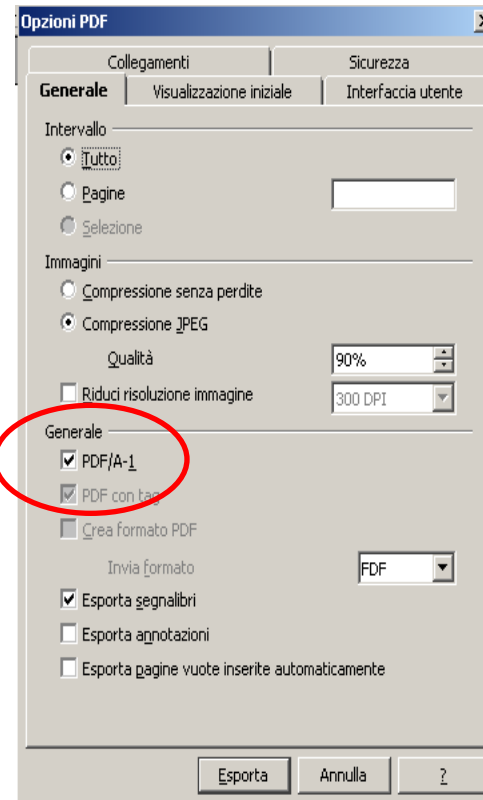 Opzioni PDF
Collegamenti Sicurezza
Generale Visualizzazione iniziale Interfaccia utente
Intervallo
Tutto
Pagine
Selezione
Immagini
Compressione senza perdite
Compressione JPEG
Qualità 90%
Riduci risoluzione immagine 300 DPI
Generale
PDF/A-1
PDF con tag
Crea formato PDF
Invia formato FDF
Esporta segnalibri
Esporta annotazioni
Esporta pagine vuote inserite automaticamente
Esporta Annulla ?